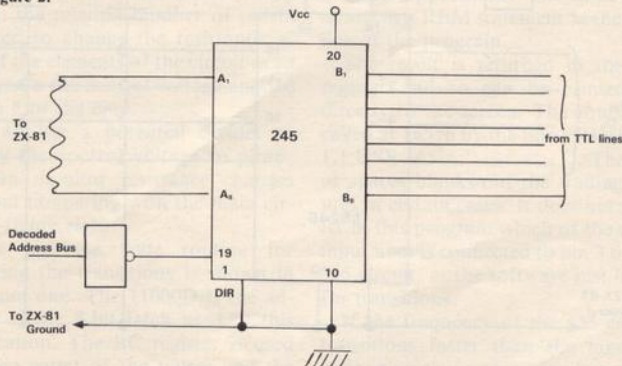 Vcc
20
A₁
B₁
To
ZX-81
245
from TTL lines
A₈
B₈
Decoded
Address Bus
19
1
10
DIR
To ZX-81
Ground